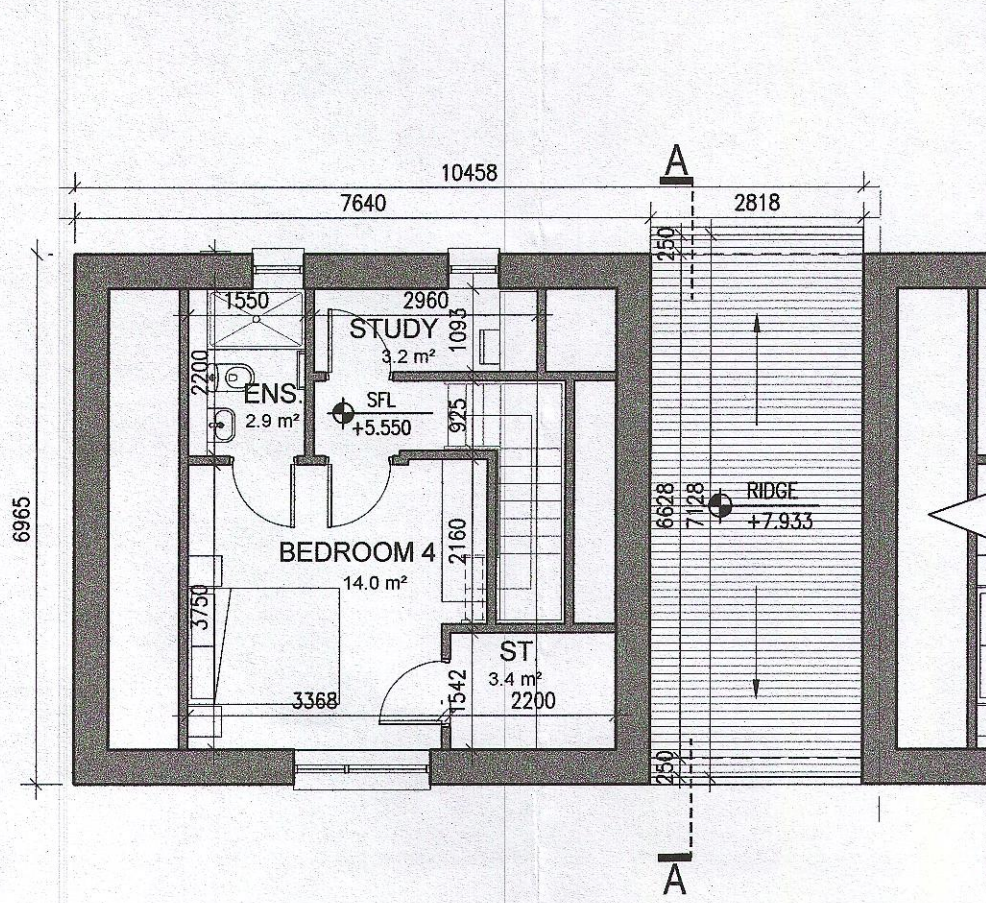 A
10458
7640
2818
250
1550
2960
STUDY
3.2 m²
1093
2200
ENS.
2.9 m²
SFL
+5.550
925
6965
6628
7128
RIDGE
+7.933
BEDROOM 4
14.0 m²
2160
3750
ST.
3.4 m²
3368
1542
2200
250
A